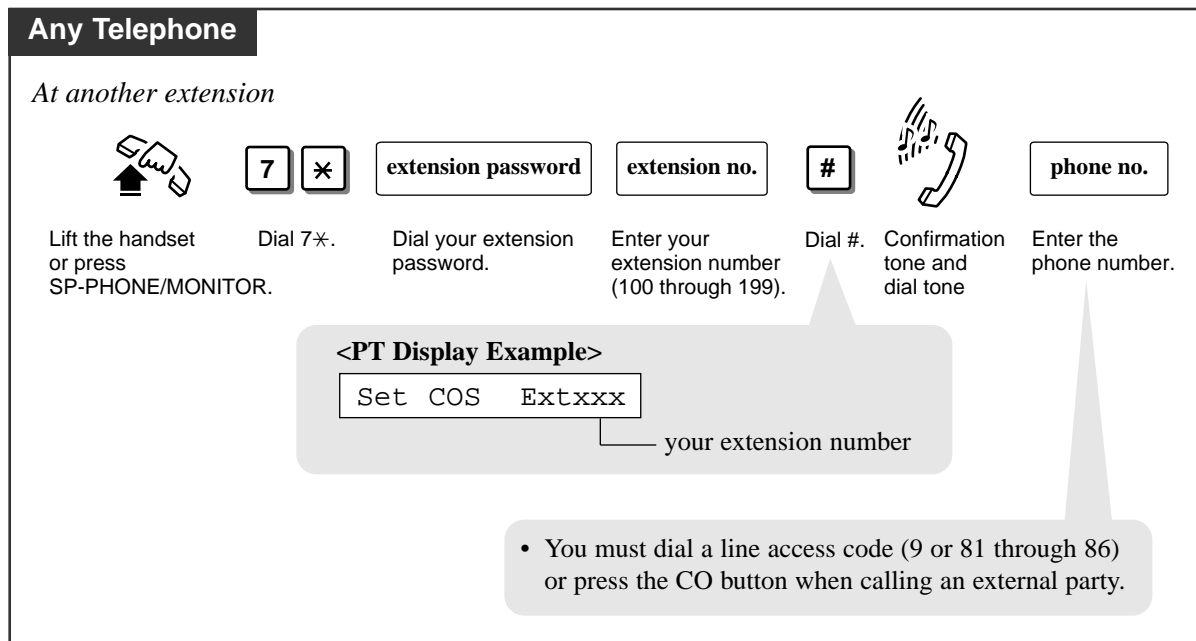 Any Telephone
At another extension
7 ✳ extension password extension no. # phone no.
Lift the handset
or press
SP-PHONE/MONITOR.
Dial 7✳.
Dial your extension
password.
Enter your
extension number
(100 through 199).
Dial #.
Confirmation
tone and
dial tone
Enter the
phone number.
<PT Display Example>
Set COS Extxxx
your extension number
• You must dial a line access code (9 or 81 through 86)
or press the CO button when calling an external party.